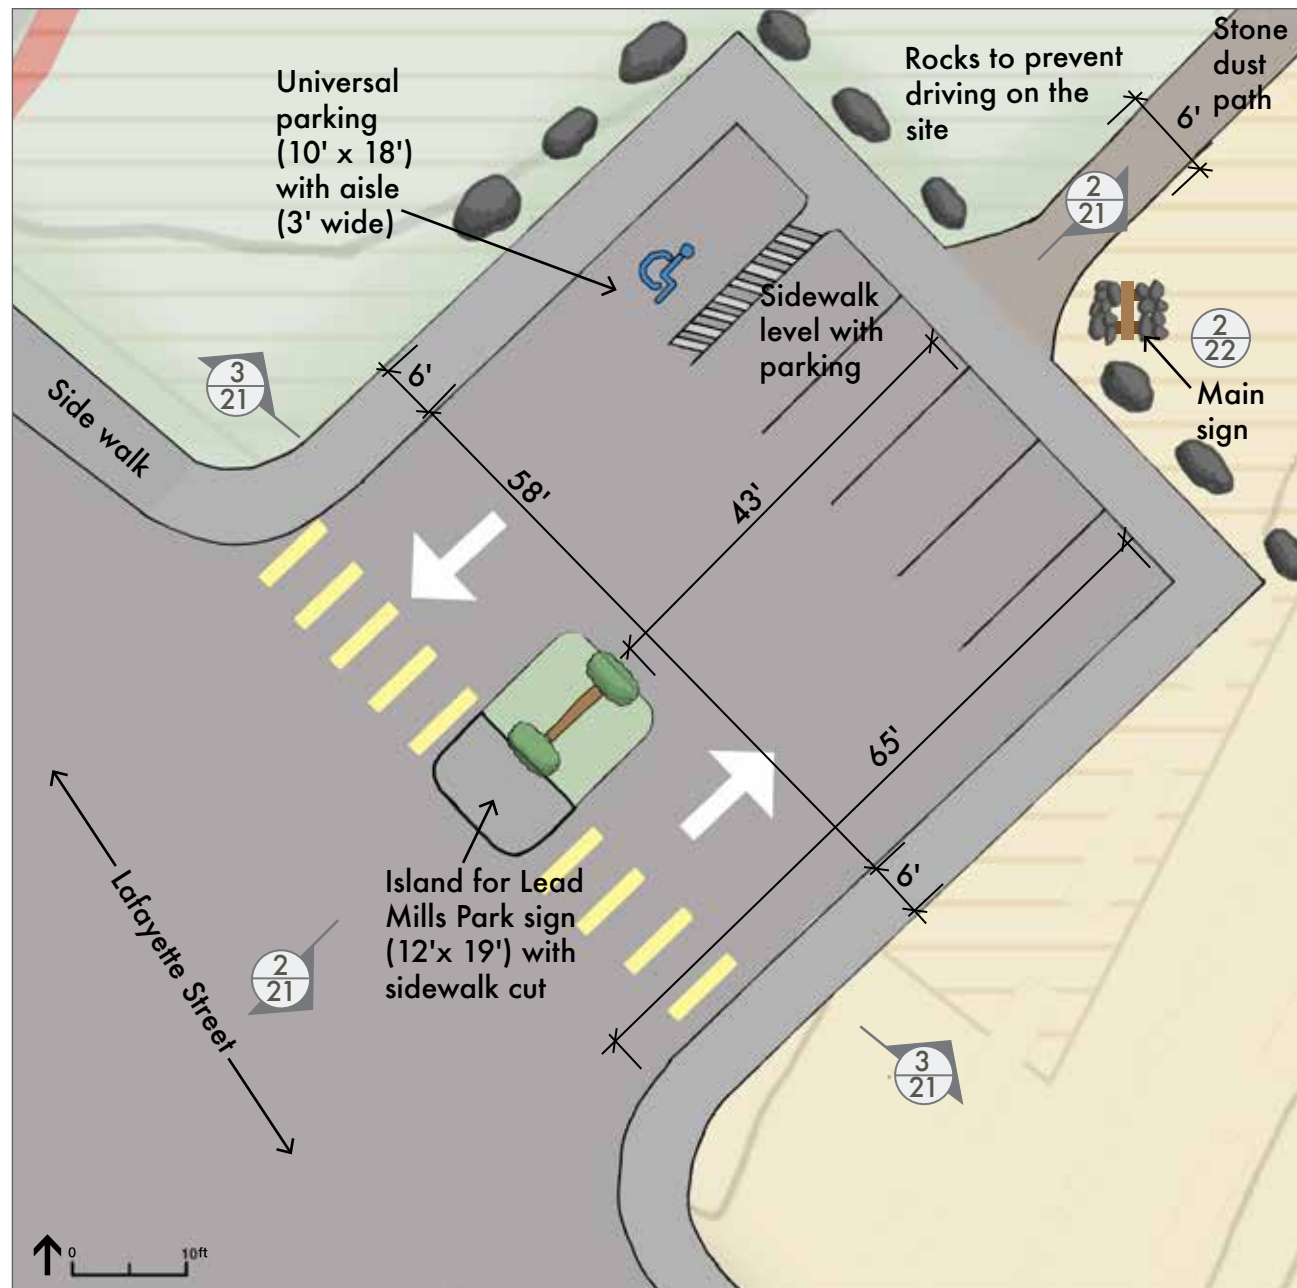 Universal
parking
(10' x 18')
with aisle
(3' wide)
Rocks to prevent
driving on the
site
Stone
dust
path
6'
2
21
Sidewalk
level with
parking
2
22
Main
sign
3
21
6'
Side walk
58'
43'
65'
6'
Island for Lead
Mills Park sign
(12'x 19') with
sidewalk cut
Lafayette Street
2
21
3
21
0
10ft